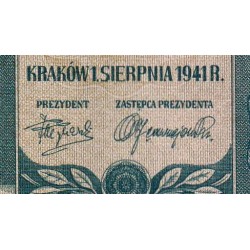 KRAKÓW 1. SIERPNIA 1941 R.
PREZYDENT ZASTĘPCA PREZYDENTA